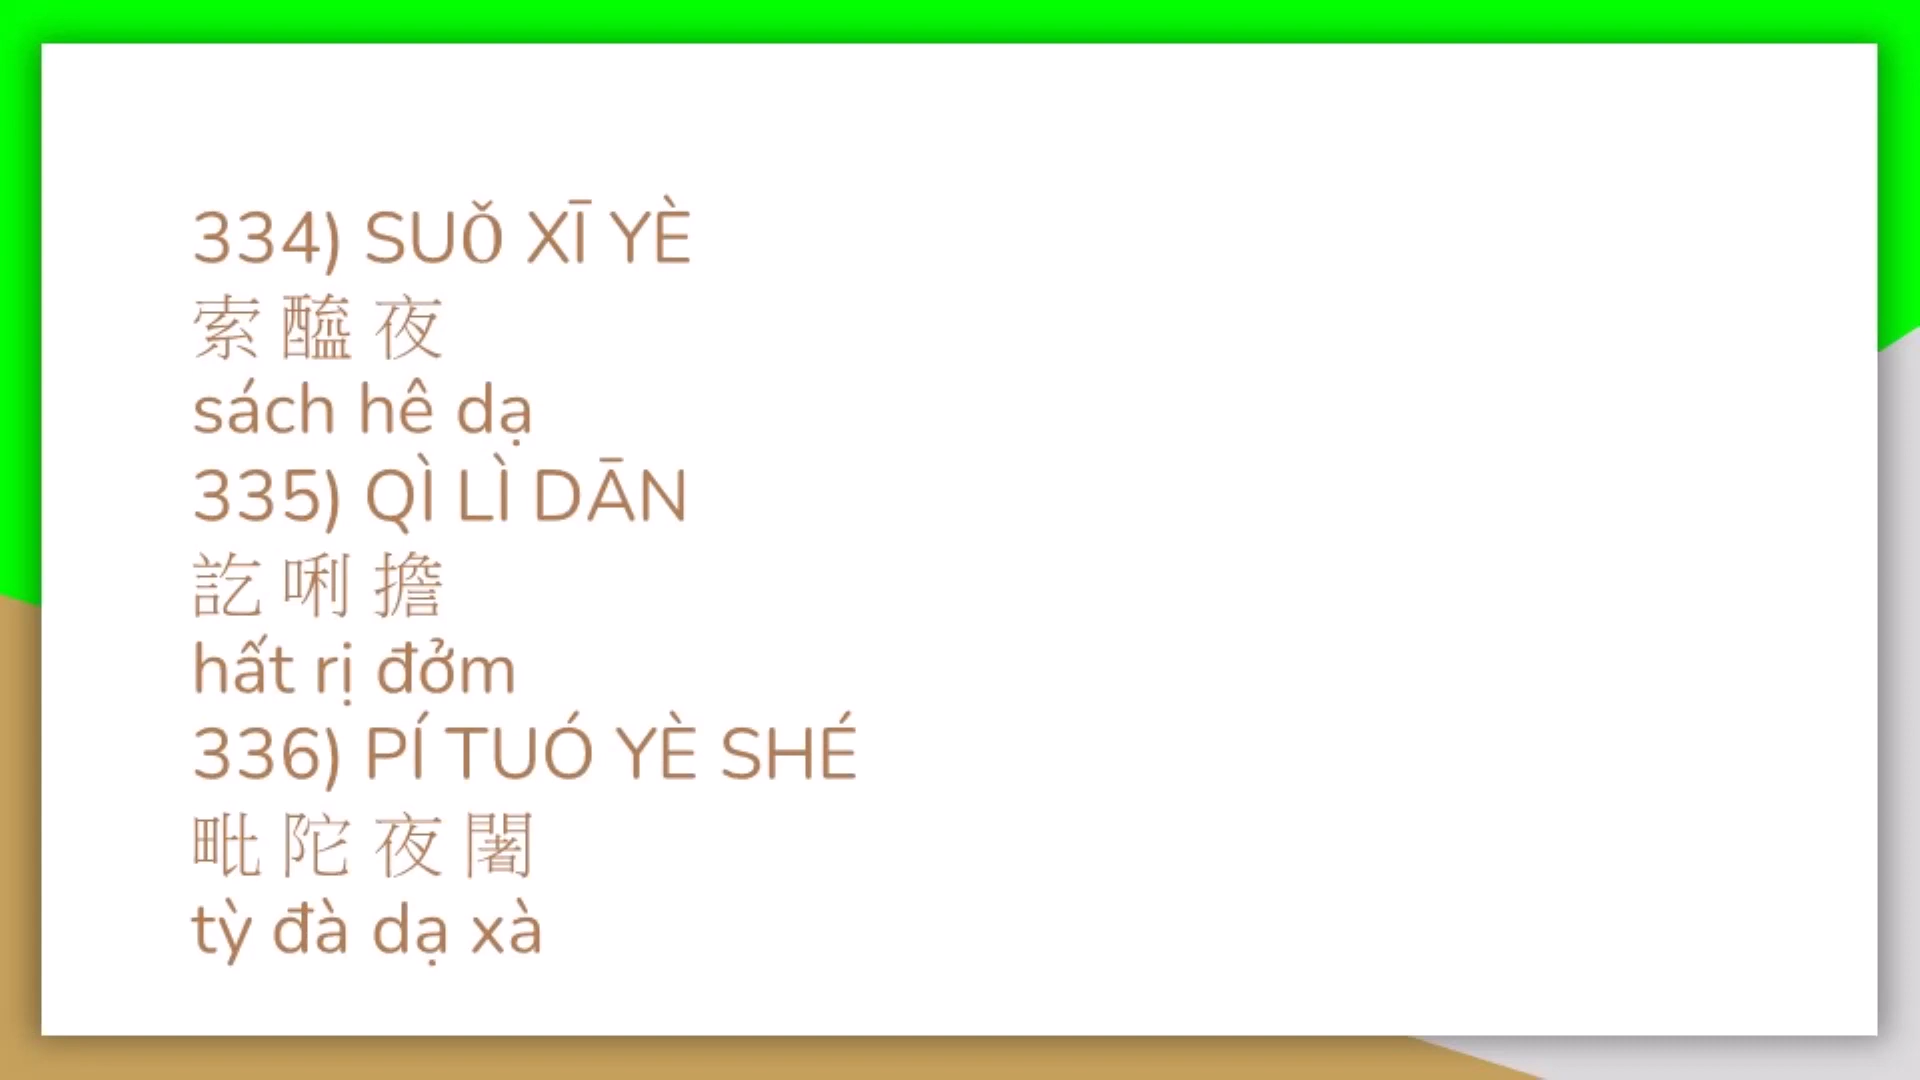 334) SUǑ XĪ YÈ
索 醯 夜
sách hê dạ
335) QÌ LÌ DĀN
訖 唎 擔
hất rị đởm
336) PÍ TUÓ YÈ SHÉ
毗 陀 夜 闍
tỳ đà dạ xà